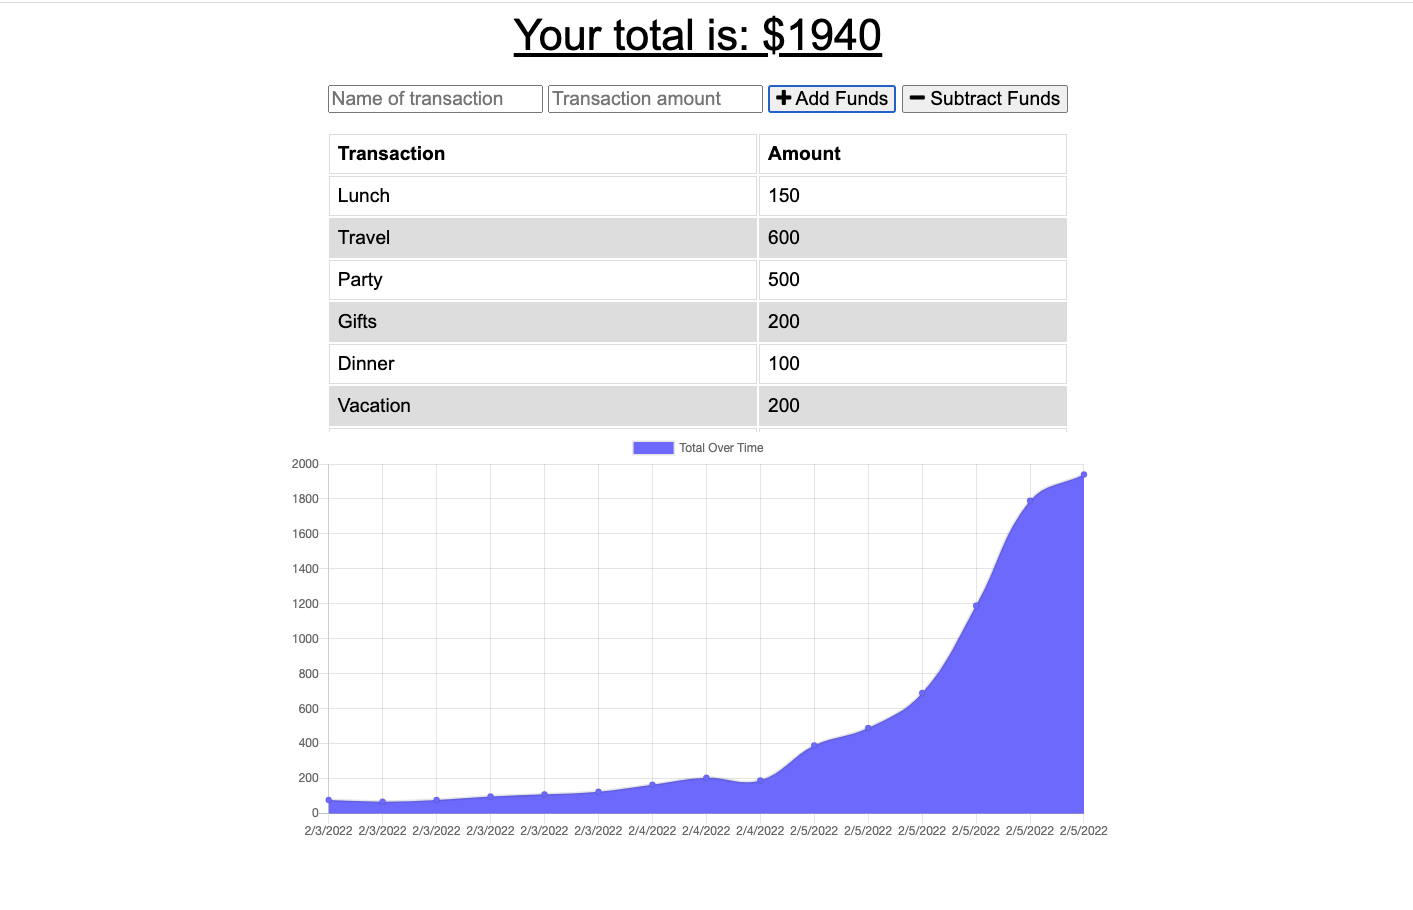 Your total is: $1940
Name of transaction Transaction amount + Add Funds − Subtract Funds
Transaction Amount
Lunch 150
Travel 600
Party 500
Gifts 200
Dinner 100
Vacation 200
Total Over Time
2000
1800
1600
1400
1200
1000
800
600
400
200
0
2/3/2022 2/3/2022 2/3/2022 2/3/2022 2/3/2022 2/3/2022 2/4/2022 2/4/2022 2/4/2022 2/5/2022 2/5/2022 2/5/2022 2/5/2022 2/5/2022 2/5/2022